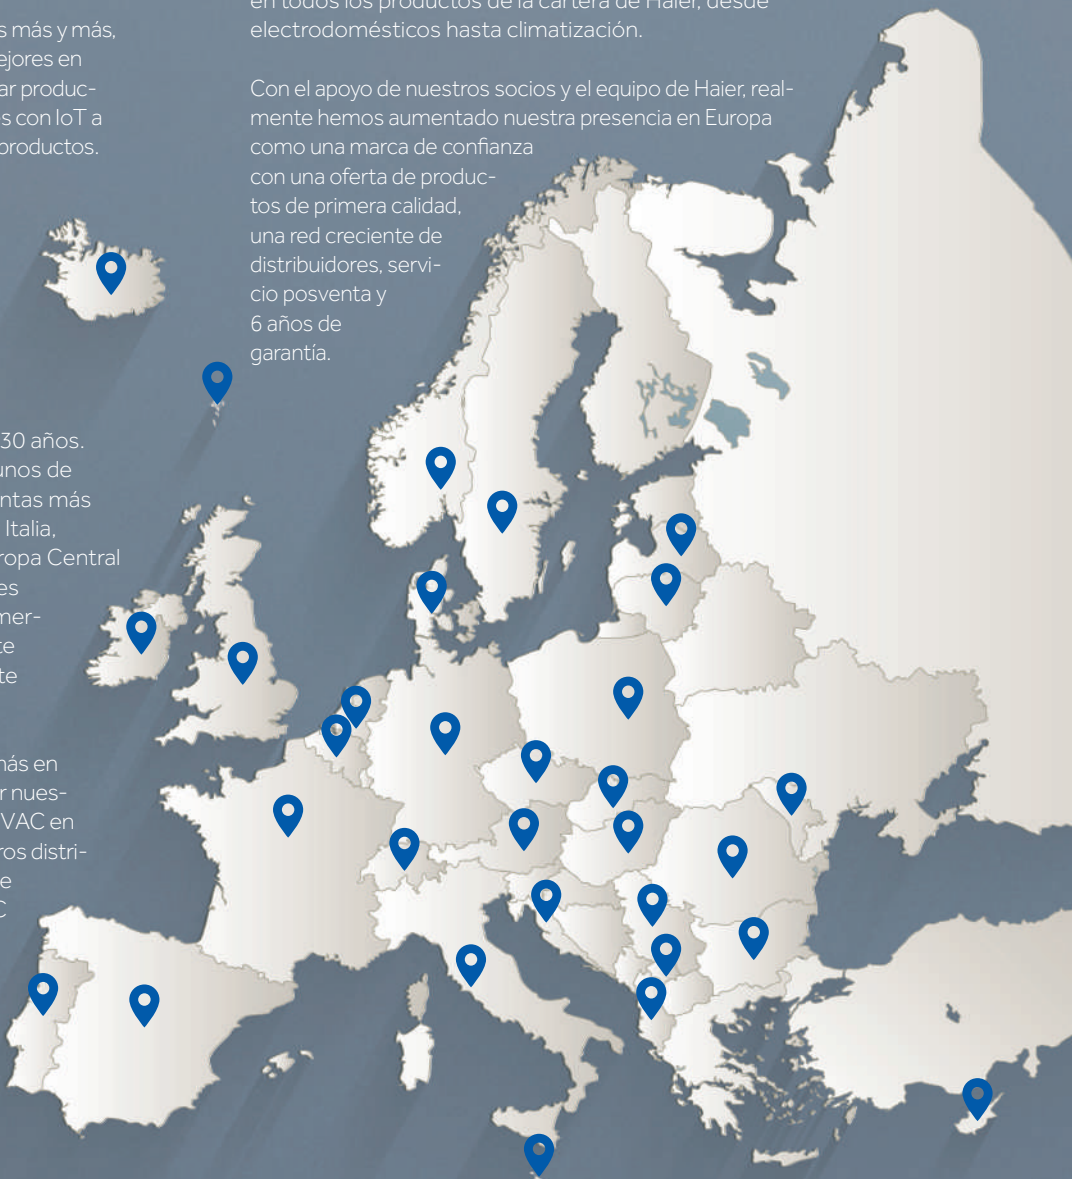 s más y más,
ejores en
ar produc-
s con IoT a
productos.
30 años.
unos de
ntas más
Italia,
ropa Central
es
mer-
te
te
nás en
r nues-
VAC en
ros distri-
e
C
en todos los productos de la cartera de Haier, desde
electrodomésticos hasta climatización.
Con el apoyo de nuestros socios y el equipo de Haier, real-
mente hemos aumentado nuestra presencia en Europa
como una marca de confianza
con una oferta de produc-
tos de primera calidad,
una red creciente de
distribuidores, servi-
cio posventa y
6 años de
garantía.